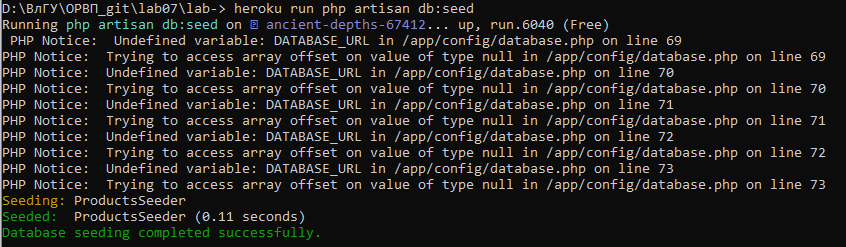 D:\ВлГУ\ОРВП_git\lab07\lab-> heroku run php artisan db:seed
Running php artisan db:seed on ⍰ ancient-depths-67412... up, run.6040 (Free)
PHP Notice:  Undefined variable: DATABASE_URL in /app/config/database.php on line 69
PHP Notice:  Trying to access array offset on value of type null in /app/config/database.php on line 69
PHP Notice:  Undefined variable: DATABASE_URL in /app/config/database.php on line 70
PHP Notice:  Trying to access array offset on value of type null in /app/config/database.php on line 70
PHP Notice:  Undefined variable: DATABASE_URL in /app/config/database.php on line 71
PHP Notice:  Trying to access array offset on value of type null in /app/config/database.php on line 71
PHP Notice:  Undefined variable: DATABASE_URL in /app/config/database.php on line 72
PHP Notice:  Trying to access array offset on value of type null in /app/config/database.php on line 72
PHP Notice:  Undefined variable: DATABASE_URL in /app/config/database.php on line 73
PHP Notice:  Trying to access array offset on value of type null in /app/config/database.php on line 73
Seeding: ProductsSeeder
Seeded:  ProductsSeeder (0.11 seconds)
Database seeding completed successfully.